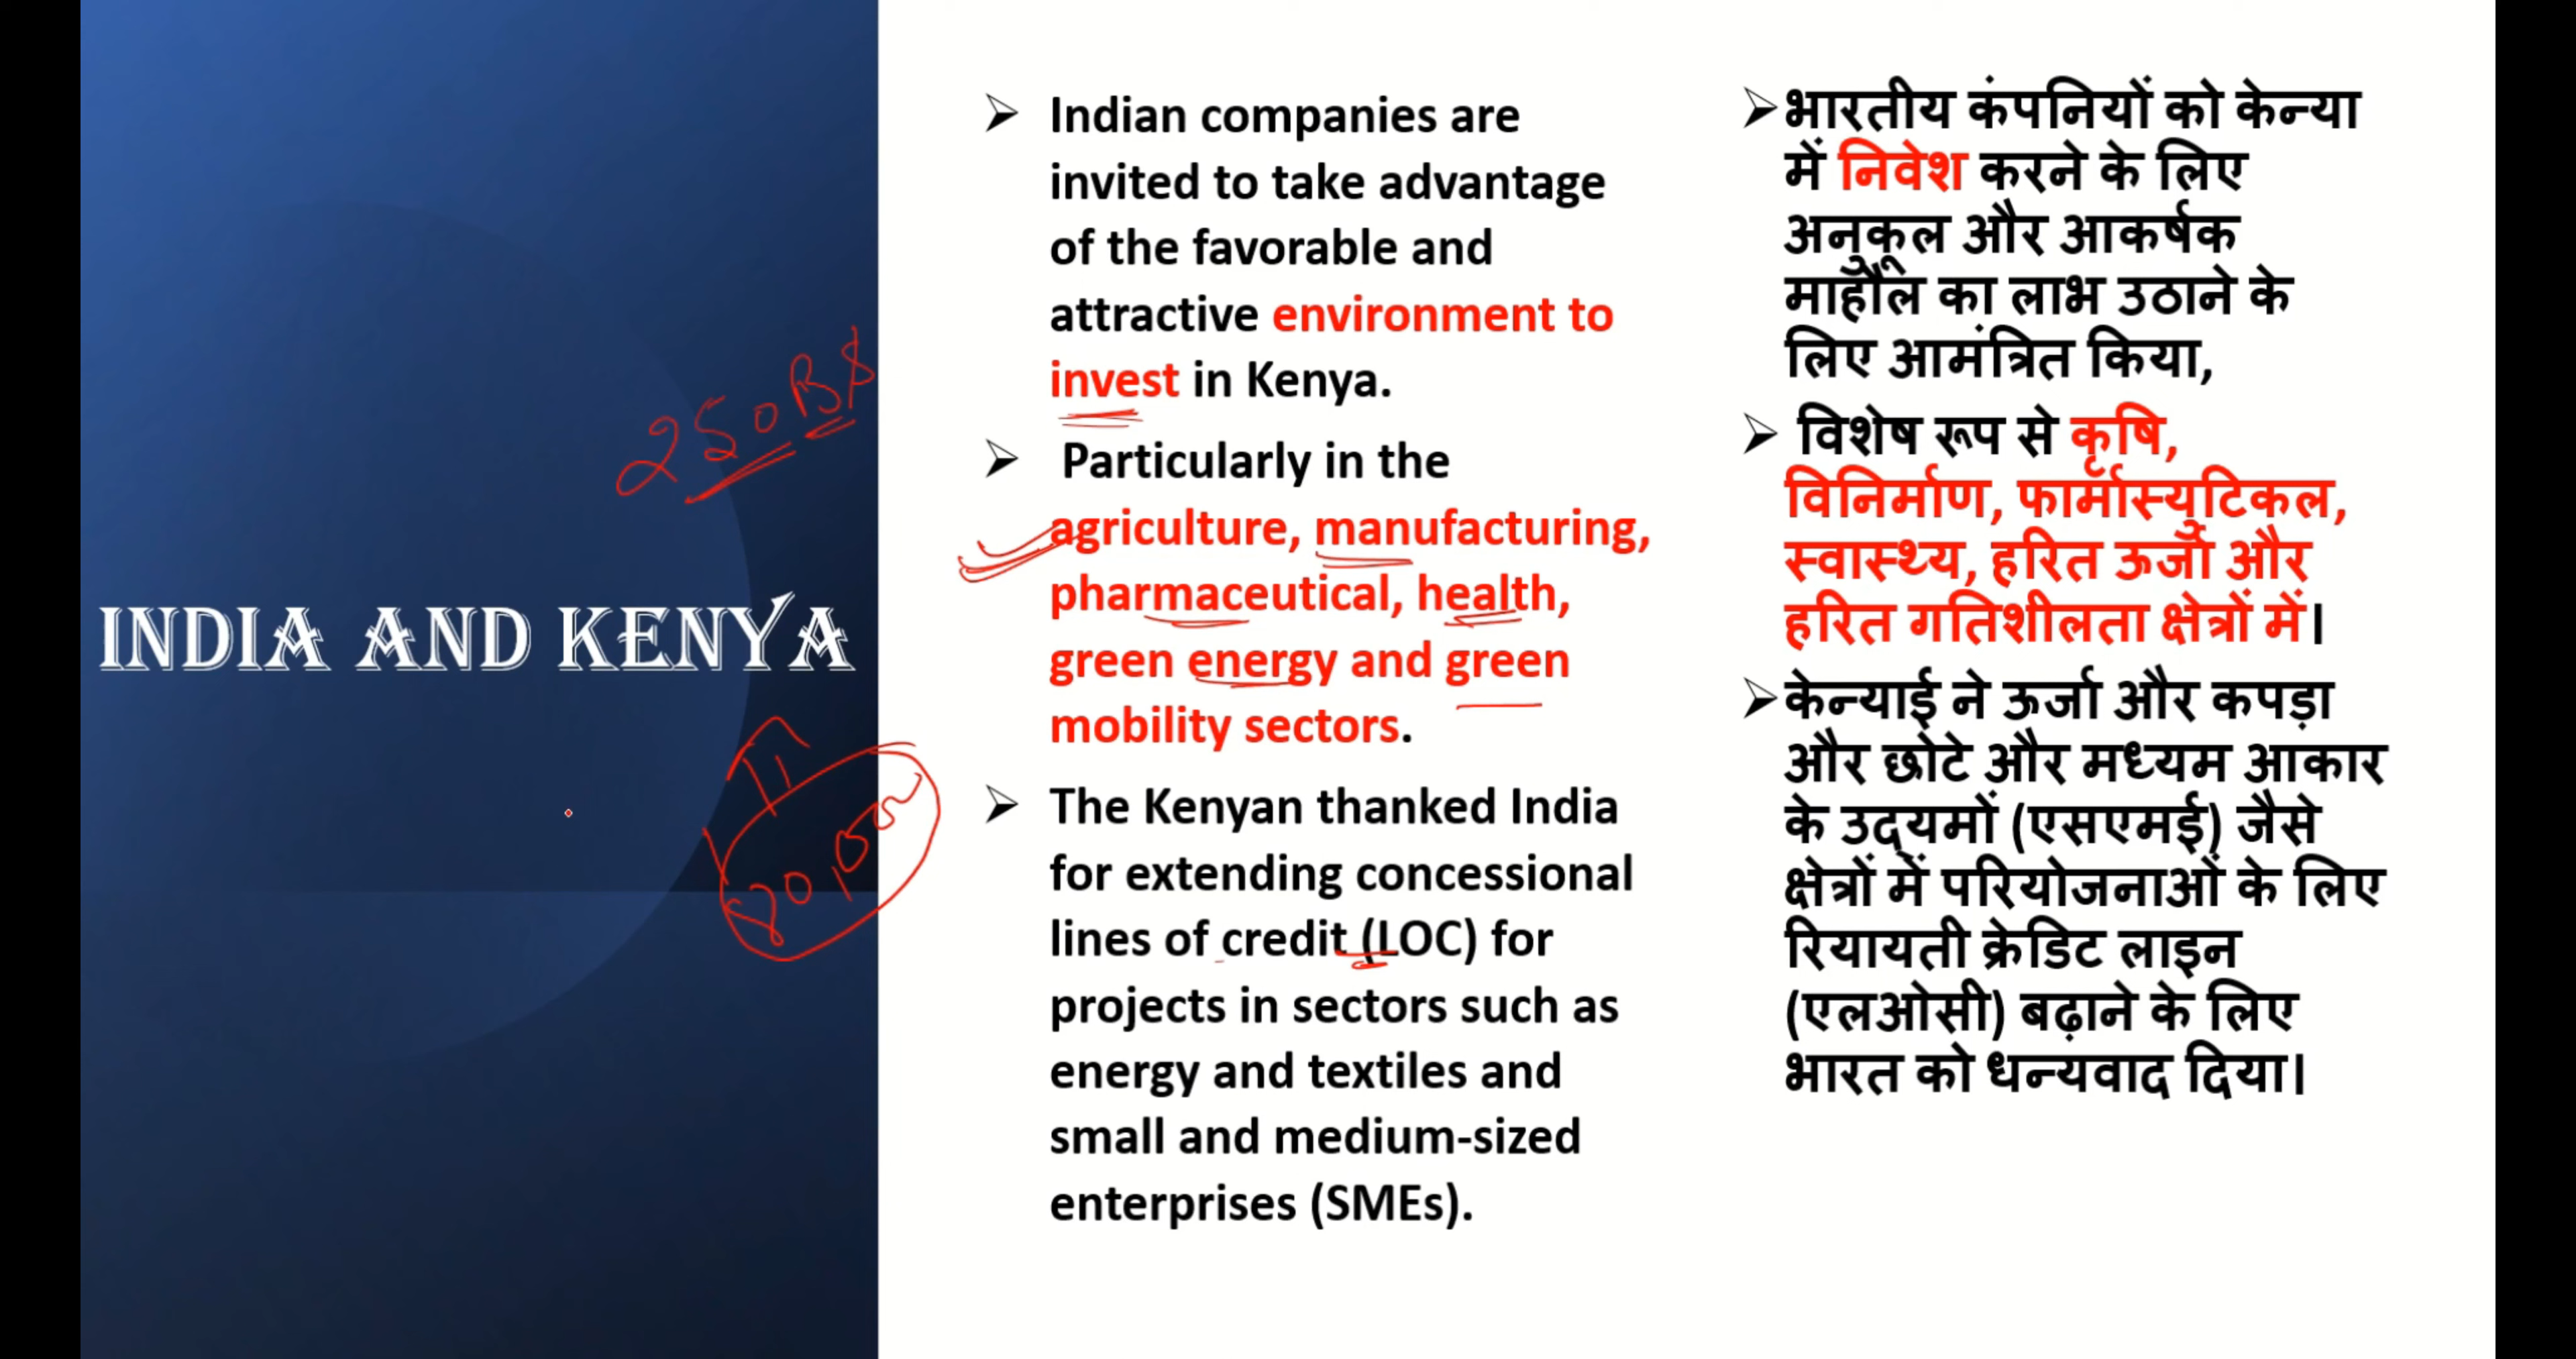 INDIA AND KENYA
250 B$
80,000
Indian companies are
invited to take advantage
of the favorable and
attractive environment to
invest in Kenya.
Particularly in the
agriculture, manufacturing,
pharmaceutical, health,
green energy and green
mobility sectors.
The Kenyan thanked India
for extending concessional
lines of credit (LOC) for
projects in sectors such as
energy and textiles and
small and medium-sized
enterprises (SMEs).
भारतीय कंपनियों को केन्या
में निवेश करने के लिए
अनुकूल और आकर्षक
माहौल का लाभ उठाने के
लिए आमंत्रित किया,
विशेष रूप से कृषि,
विनिर्माण, फार्मास्युटिकल,
स्वास्थ्य, हरित ऊर्जा और
हरित गतिशीलता क्षेत्रों में।
केन्याई ने ऊर्जा और कपड़ा
और छोटे और मध्यम आकार
के उद्यमों (एसएमई) जैसे
क्षेत्रों में परियोजनाओं के लिए
रियायती क्रेडिट लाइन
(एलओसी) बढ़ाने के लिए
भारत को धन्यवाद दिया।